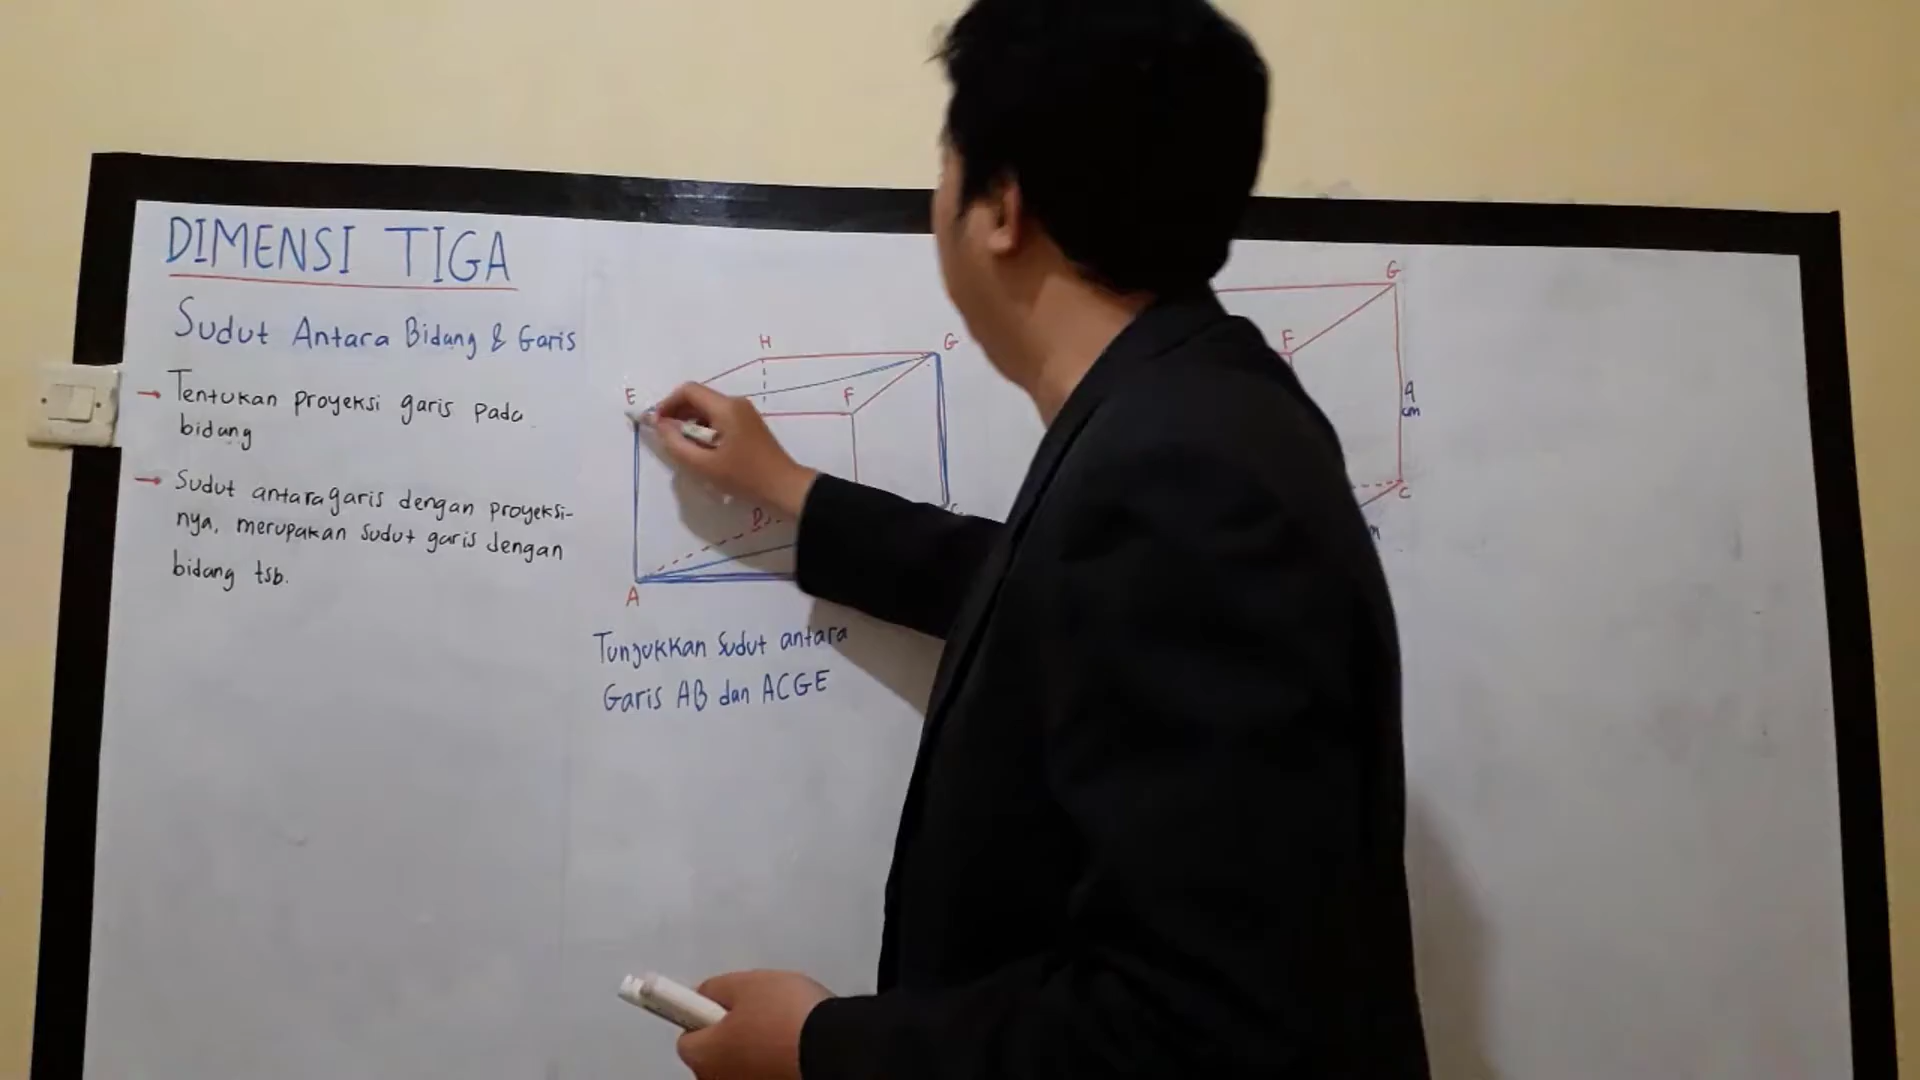 DIMENSI TIGA
Sudut Antara Bidang & Garis
→ Tentukan proyeksi garis pada
bidang
→ Sudut antara garis dengan proyeksi-
nya, merupakan sudut garis dengan
bidang tsb.
H
G
E
F
D
C
A
Tunjukkan sudut antara
Garis AB dan ACGE
G
F
4
cm
C